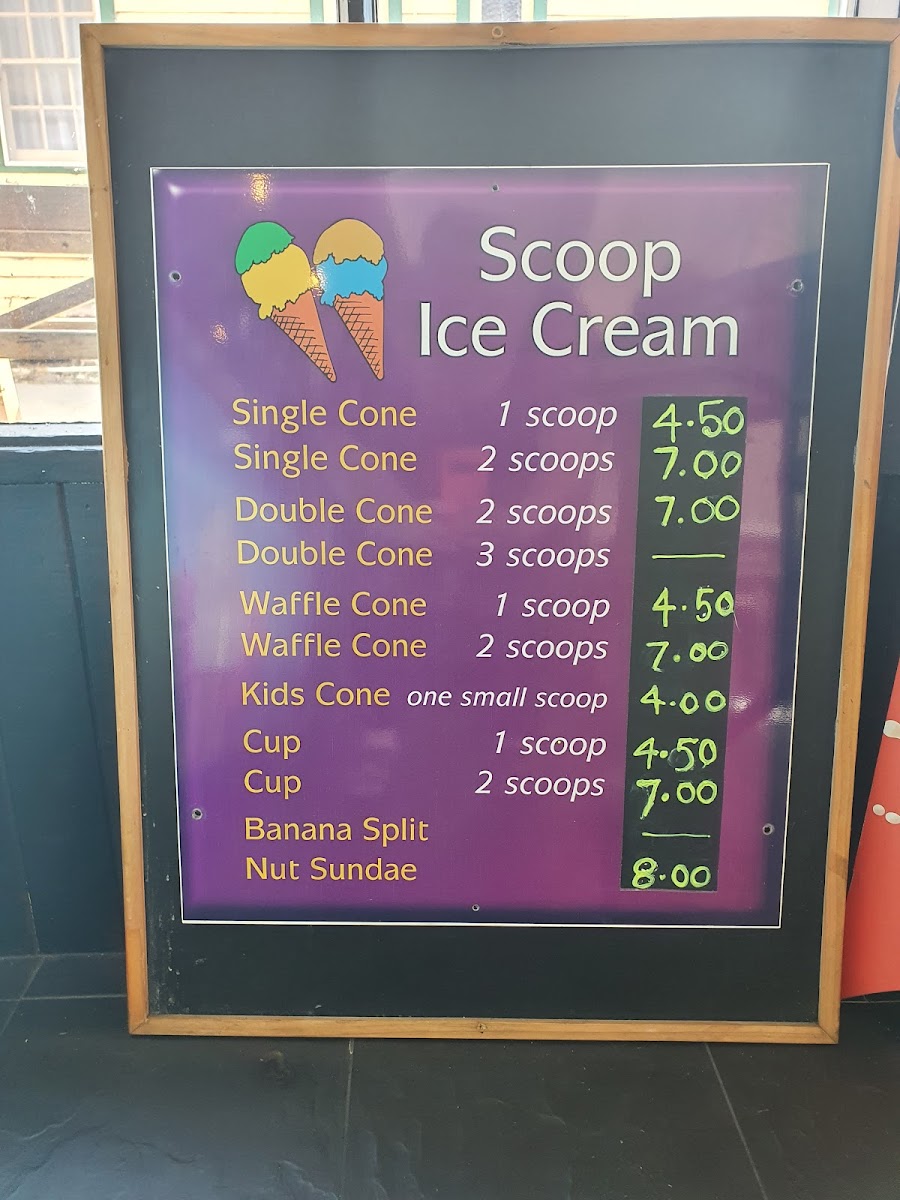 Scoop
Ice Cream
Single Cone 1 scoop 4.50
Single Cone 2 scoops 7.00
Double Cone 2 scoops 7.00
Double Cone 3 scoops —
Waffle Cone 1 scoop 4.50
Waffle Cone 2 scoops 7.00
Kids Cone one small scoop 4.00
Cup 1 scoop 4.50
Cup 2 scoops 7.00
Banana Split —
Nut Sundae 8.00